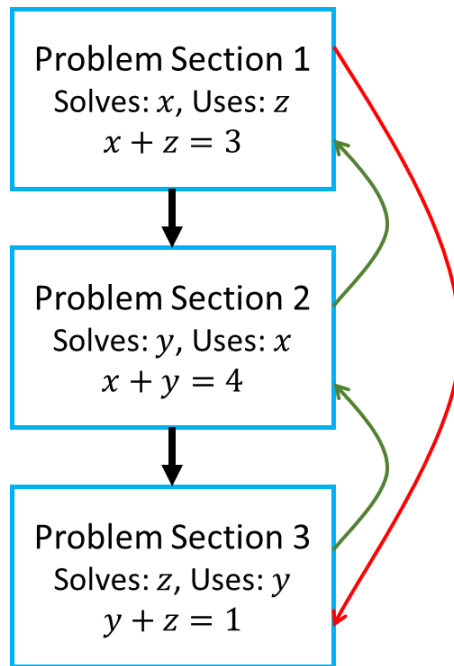 Problem Section 1
Solves: x, Uses: z
x + z = 3
Problem Section 2
Solves: y, Uses: x
x + y = 4
Problem Section 3
Solves: z, Uses: y
y + z = 1